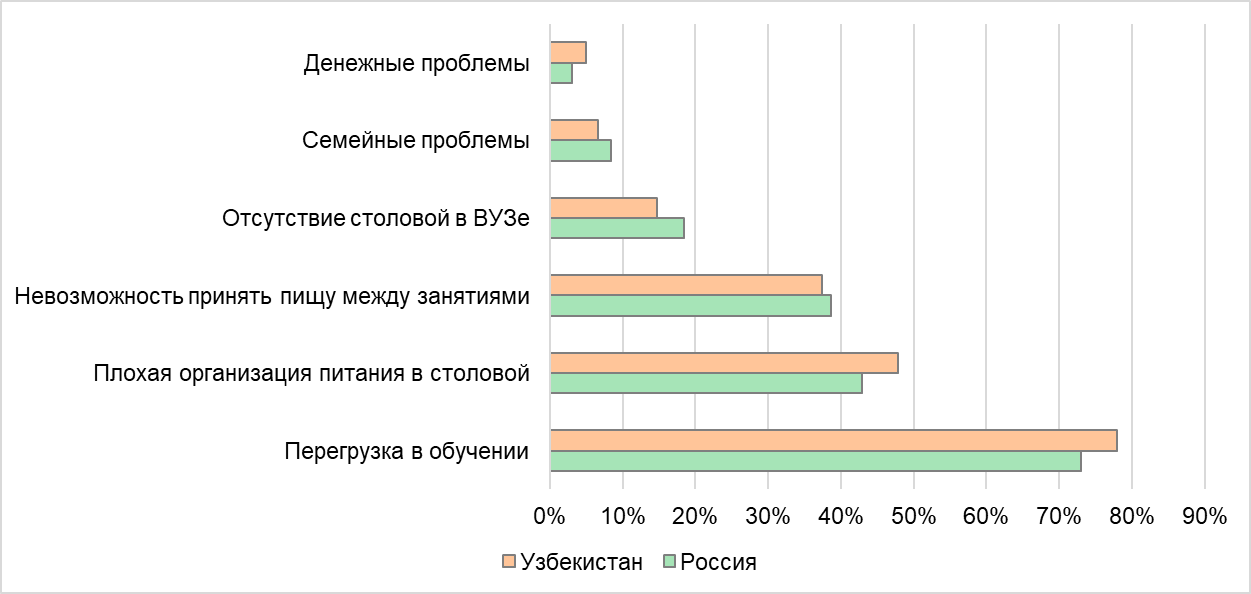 Денежные проблемы
Семейные проблемы
Отсутствие столовой в ВУЗе
Невозможность принять пищу между занятиями
Плохая организация питания в столовой
Перегрузка в обучении
0% 10% 20% 30% 40% 50% 60% 70% 80% 90%
Узбекистан Россия